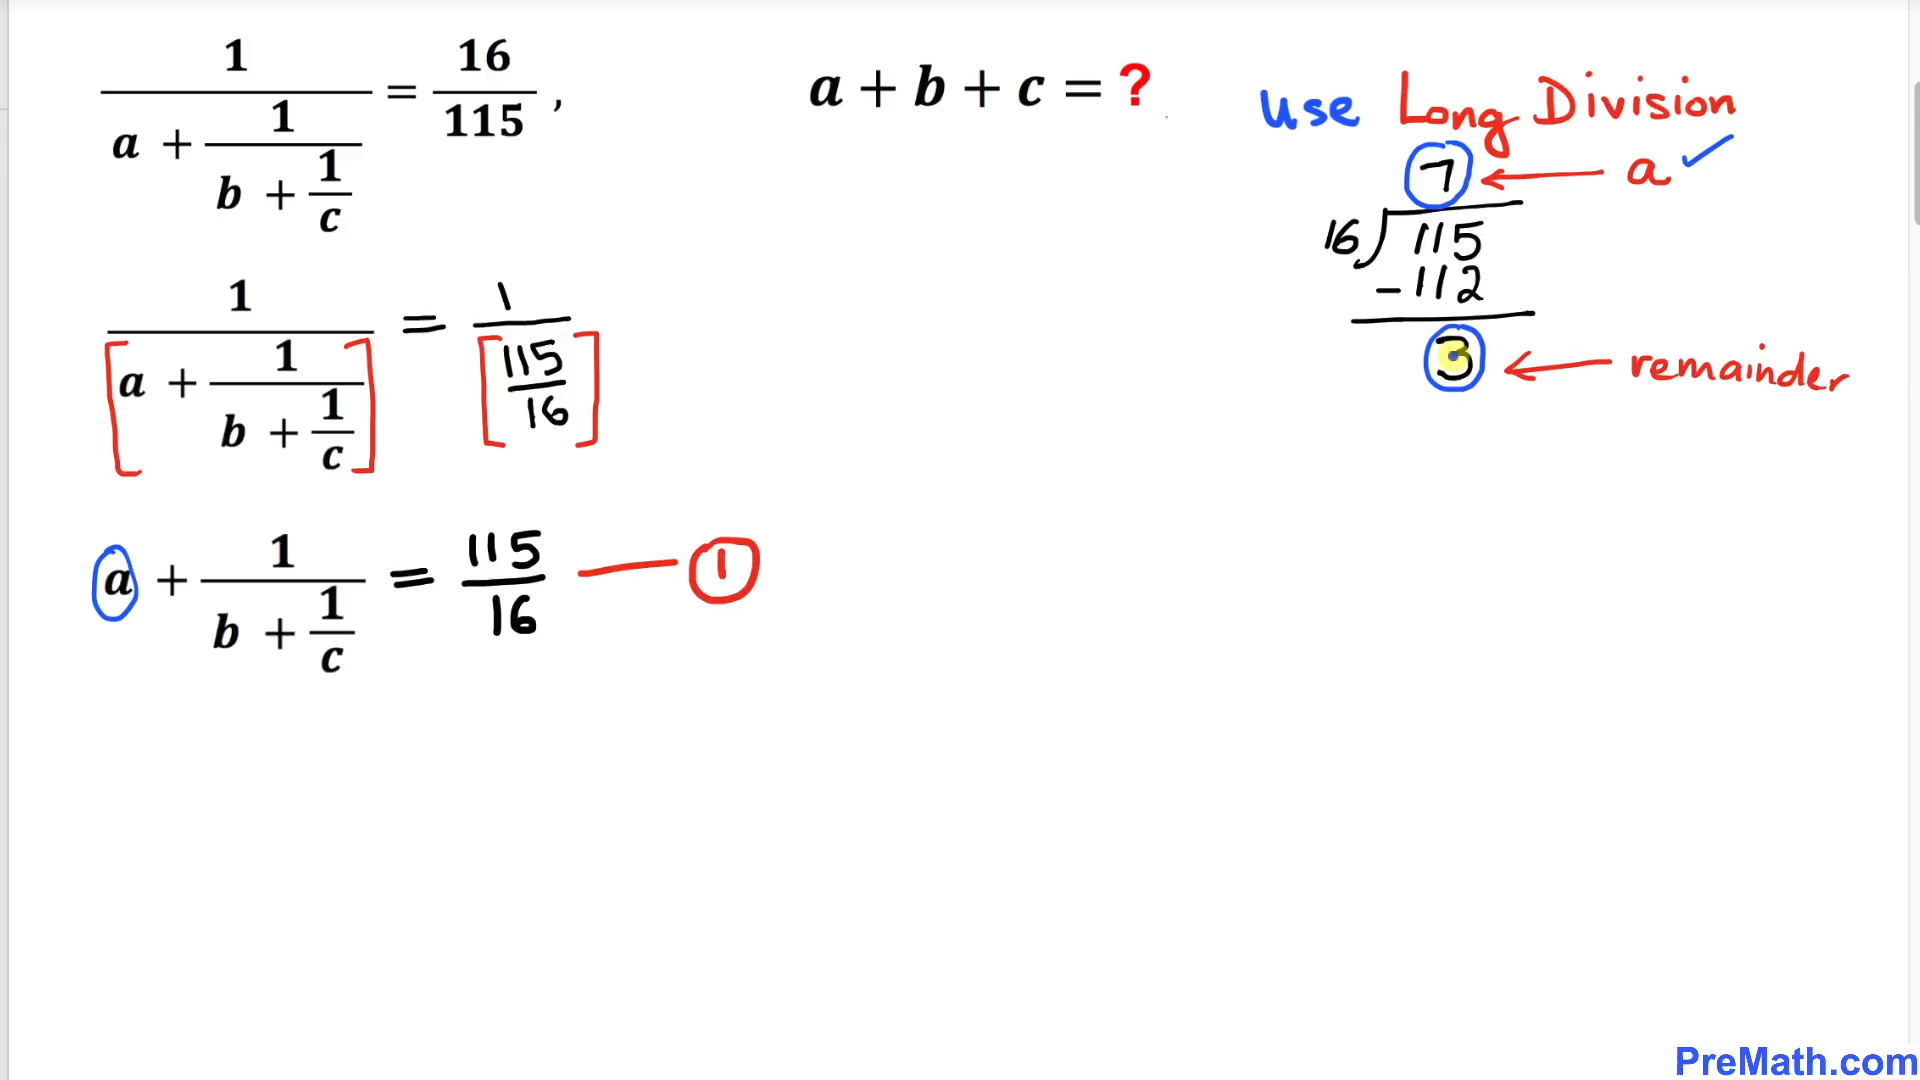 1/(a + 1/(b + 1/c)) = 16/115 ,
a + b + c = ?
use Long Division
7 ← a ✓
16)115
-112
3 ← remainder
1/[a + 1/(b + 1/c)] = 1/[115/16]
a + 1/(b + 1/c) = 115/16 — ①
PreMath.com